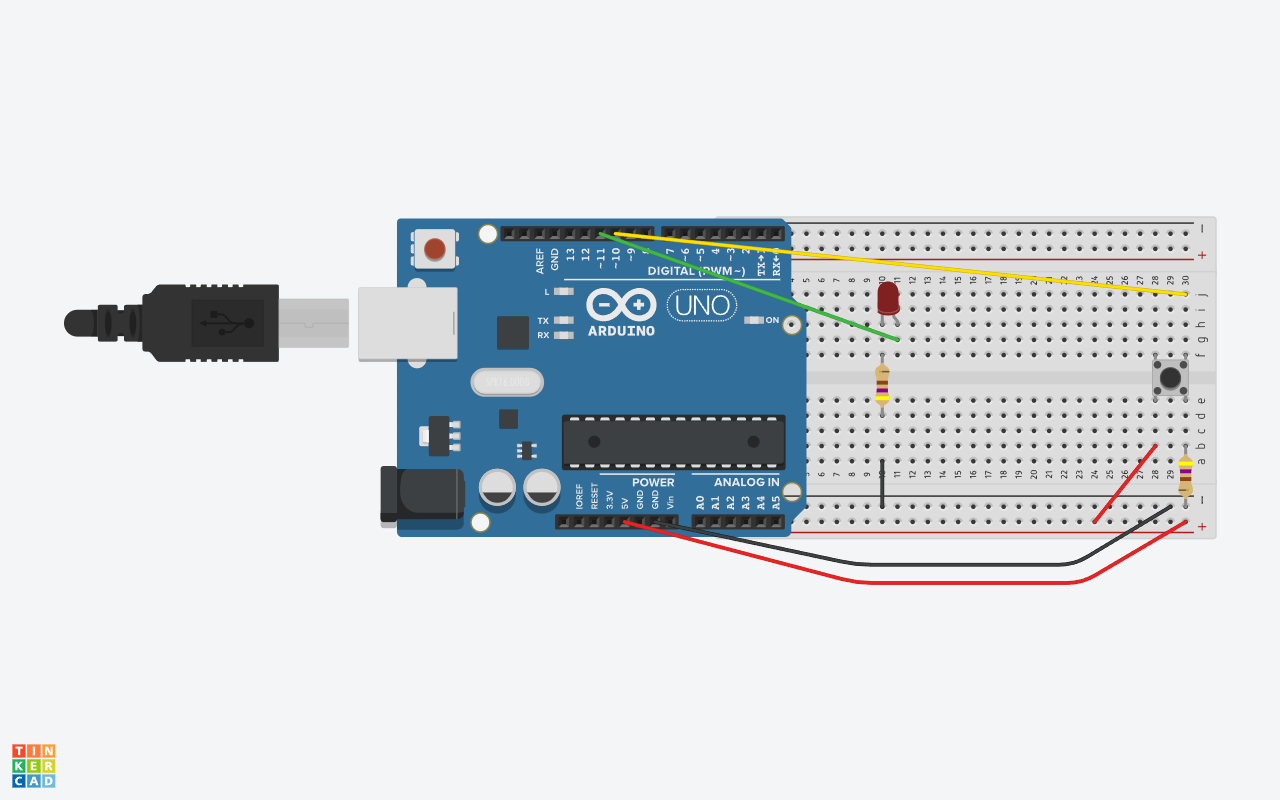 AREF
GND
13
12
~11
~10
~9
7
~6
~5
4
~3
2
TX→
RX←
DIGITAL (PWM~)
L
TX
RX
ARDUINO
UNO
ON
POWER
ANALOG IN
IOREF
RESET
3.3V
5V
GND
GND
Vin
A0
A1
A2
A3
A4
A5
−
+
5 6 7 8 9 10 11 12 13 14 15 16 17 18 19 20 21 22 23 24 25 26 27 28 29 30
j
i
h
g
f
e
d
c
b
a
5 6 7 8 9 11 12 13 14 15 16 17 18 19 20 21 22 23 24 25 26 27 28 29
−
+
TIN
KER
CAD